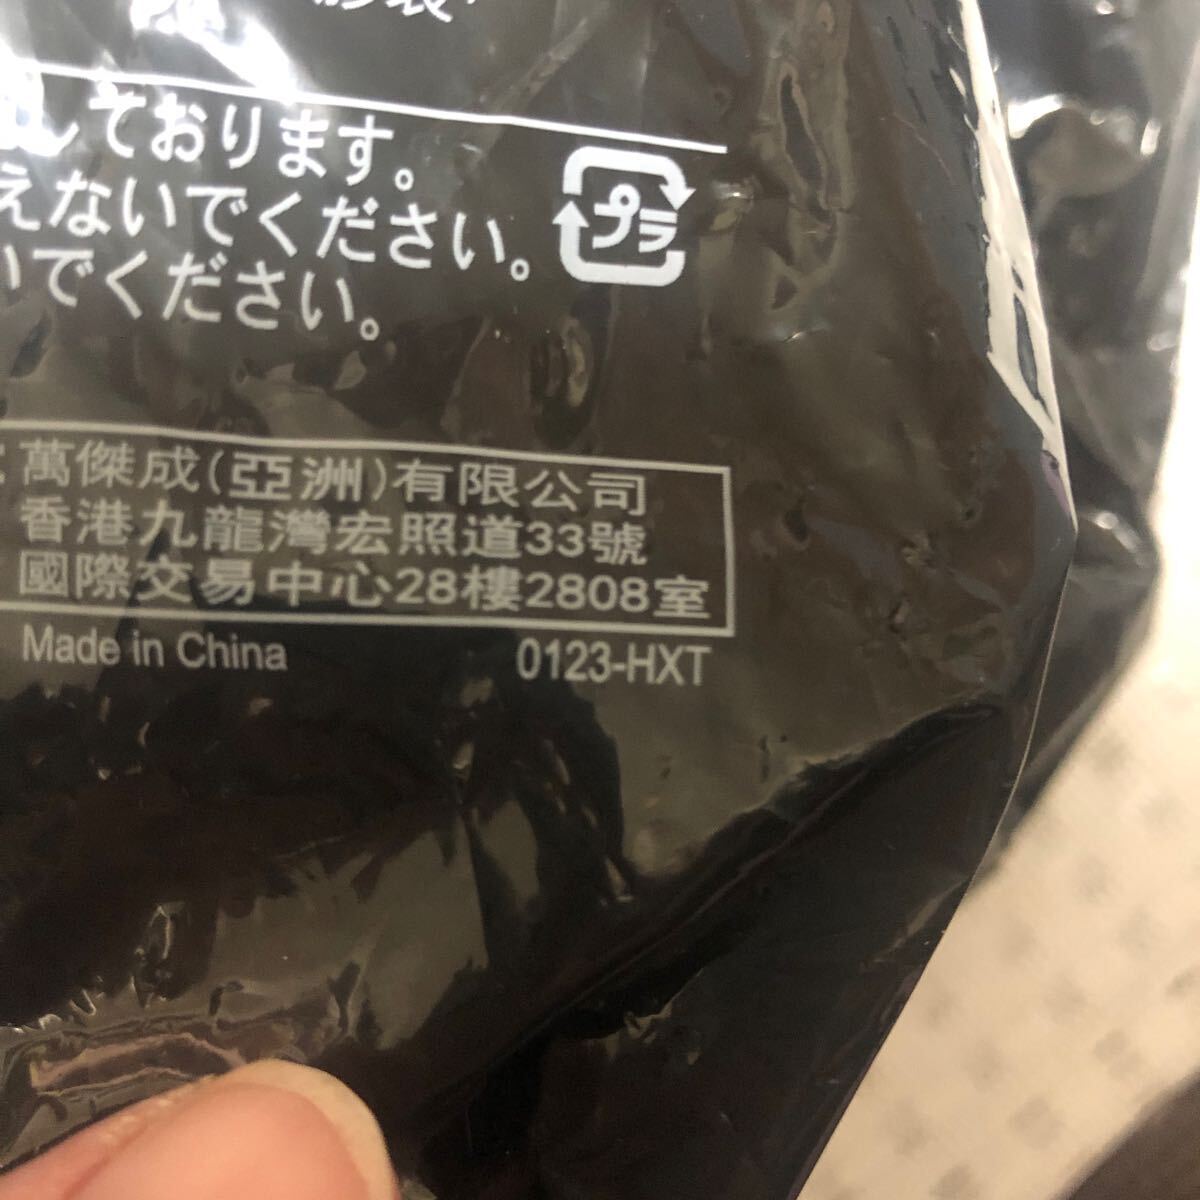 膠袋
しております。
えないでください。
いでください。
プラ
萬傑成(亞洲)有限公司
香港九龍灣宏照道33號
國際交易中心28樓2808室
Made in China 0123-HXT